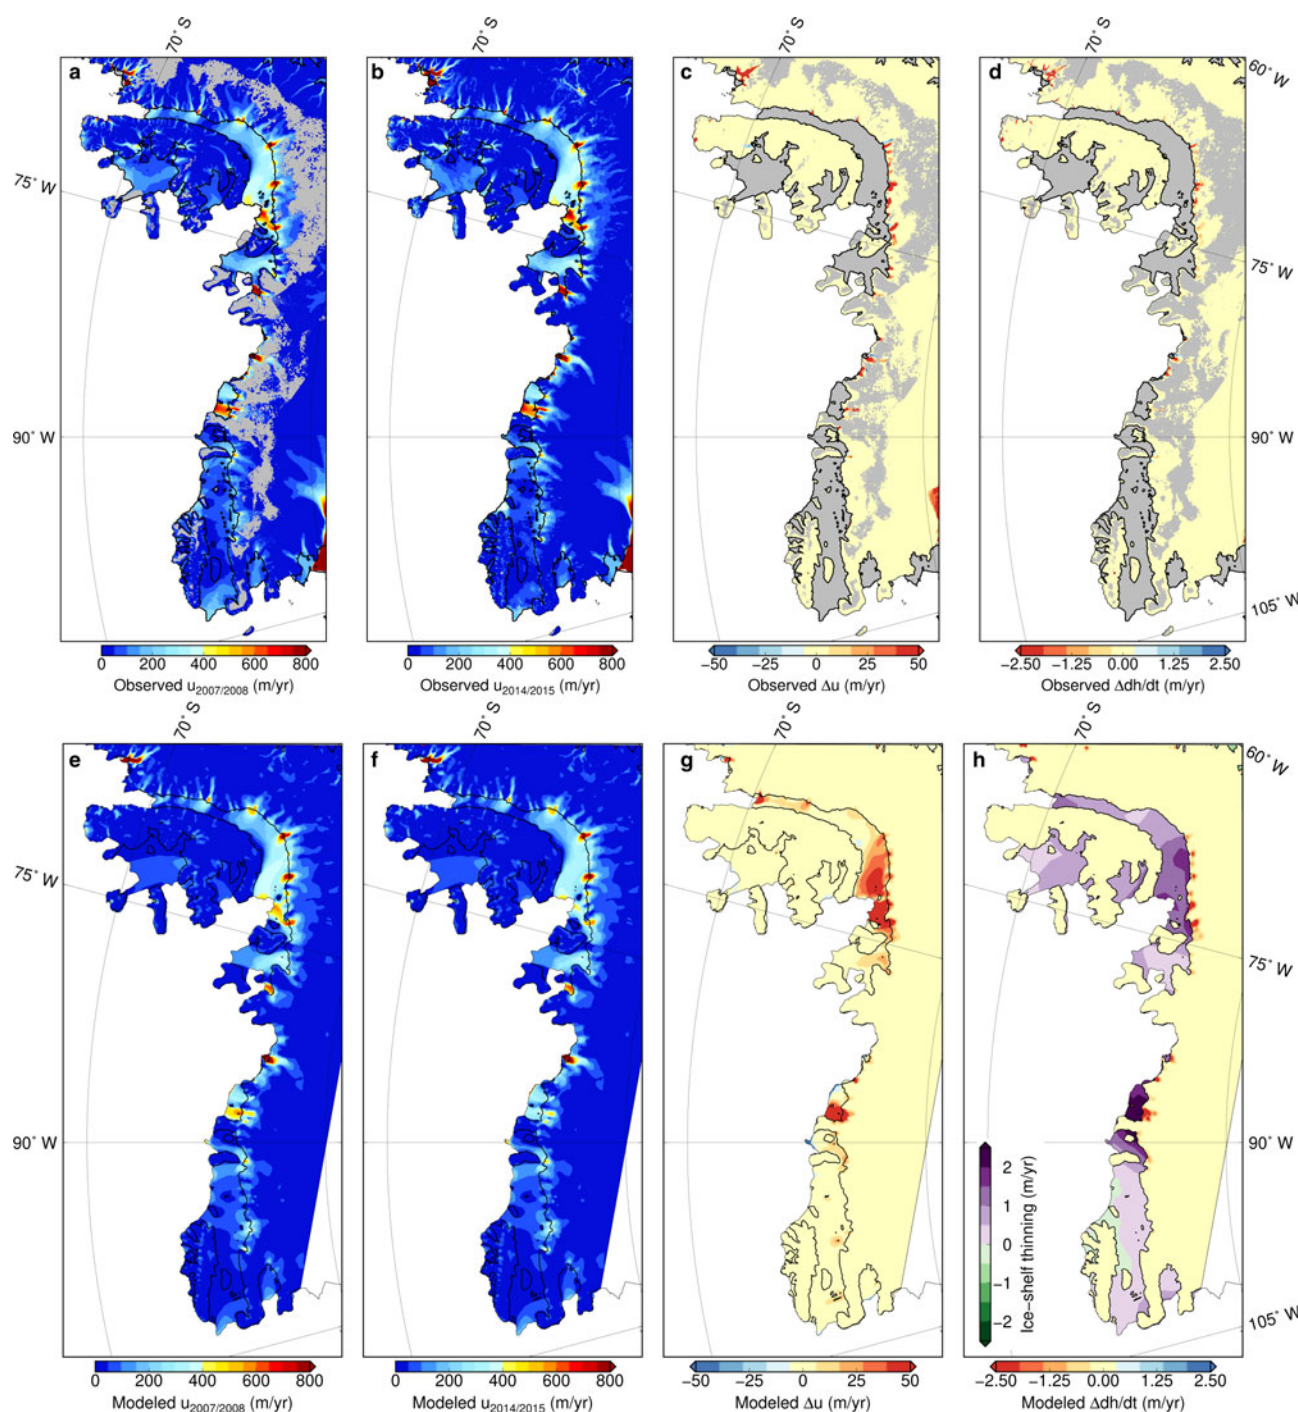 70° S
70° S
70° S
70° S
a
b
c
d
60° W
75° W
75° W
90° W
90° W
105° W
0 200 400 600 800
0 200 400 600 800
−50 −25 0 25 50
−2.50 −1.25 0.00 1.25 2.50
Observed u2007/2008 (m/yr)
Observed u2014/2015 (m/yr)
Observed Δu (m/yr)
Observed Δdh/dt (m/yr)
70° S
70° S
70° S
70° S
e
f
g
h
60° W
75° W
75° W
90° W
90° W
105° W
2
1
0
−1
−2
Ice−shelf thinning (m/yr)
0 200 400 600 800
0 200 400 600 800
−50 −25 0 25 50
−2.50 −1.25 0.00 1.25 2.50
Modeled u2007/2008 (m/yr)
Modeled u2014/2015 (m/yr)
Modeled Δu (m/yr)
Modeled Δdh/dt (m/yr)